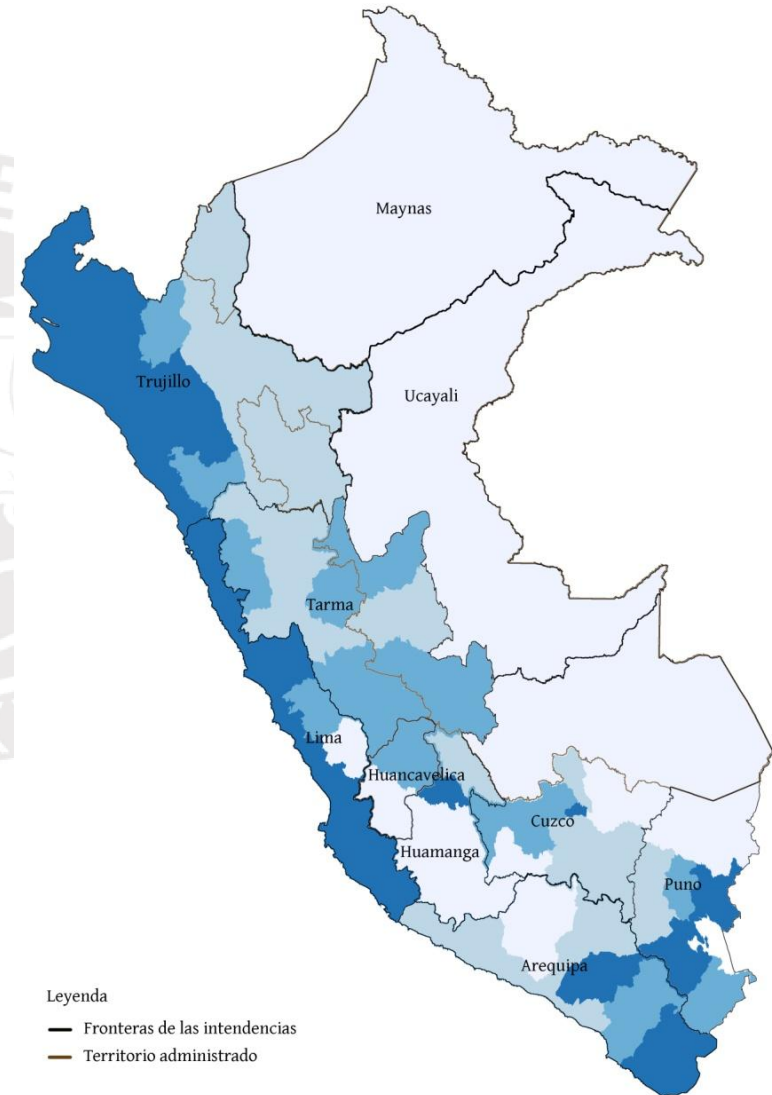 Maynas
Trujillo
Ucayali
Tarma
Lima
Huancavelica
Cuzco
Huamanga
Puno
Arequipa
Leyenda
Fronteras de las intendencias
Territorio administrado